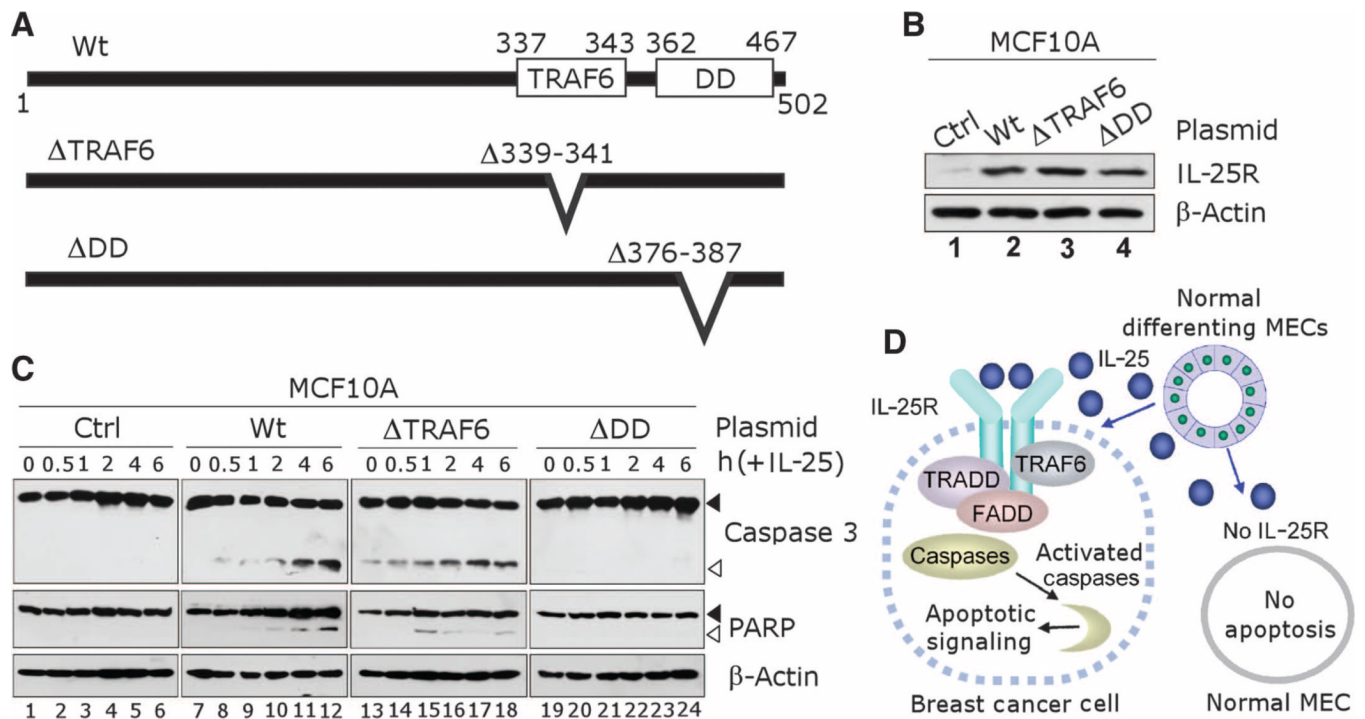 A
Wt
337 343 362 467
TRAF6 DD
1 502
ΔTRAF6
Δ339-341
ΔDD
Δ376-387
B
MCF10A
Ctrl Wt ΔTRAF6 ΔDD Plasmid
IL-25R
β-Actin
1 2 3 4
C
MCF10A
Ctrl Wt ΔTRAF6 ΔDD Plasmid
0 0.5 1 2 4 6 0 0.5 1 2 4 6 0 0.5 1 2 4 6 0 0.5 1 2 4 6 h(+IL-25)
Caspase 3
PARP
β-Actin
1 2 3 4 5 6 7 8 9 10 11 12 13 14 15 16 17 18 19 20 21 22 23 24
D
Normal
differenting MECs
IL-25
IL-25R
TRADD
TRAF6
FADD
Caspases
Activated
caspases
Apoptotic
signaling
Breast cancer cell
No IL-25R
No
apoptosis
Normal MEC